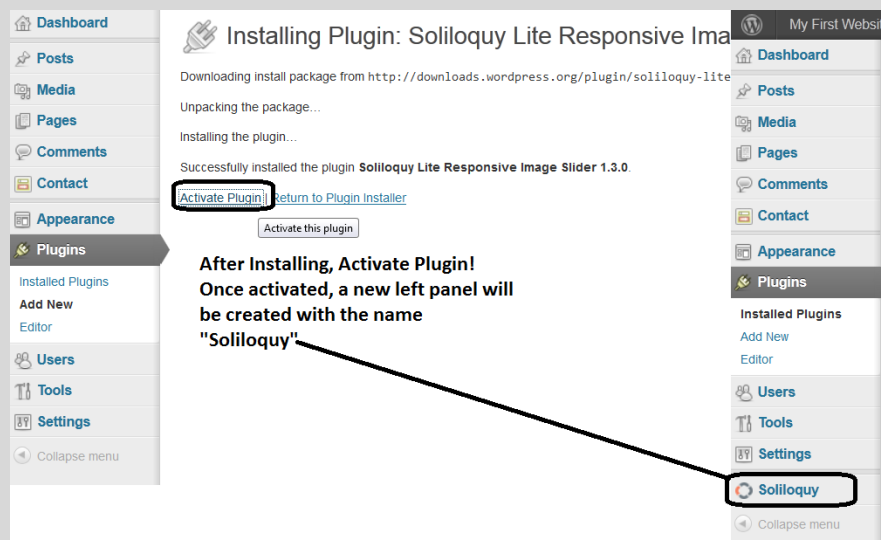 Dashboard
Posts
Media
Pages
Comments
Contact
Appearance
Plugins
Installed Plugins
Add New
Editor
Users
Tools
Settings
Collapse menu
Installing Plugin: Soliloquy Lite Responsive Ima
Downloading install package from http://downloads.wordpress.org/plugin/soliloquy-lite
Unpacking the package…
Installing the plugin…
Successfully installed the plugin Soliloquy Lite Responsive Image Slider 1.3.0.
Activate Plugin | Return to Plugin Installer
Activate this plugin
After Installing, Activate Plugin!
Once activated, a new left panel will
be created with the name
"Soliloquy"
My First Websi
Dashboard
Posts
Media
Pages
Comments
Contact
Appearance
Plugins
Installed Plugins
Add New
Editor
Users
Tools
Settings
Soliloquy
Collapse menu